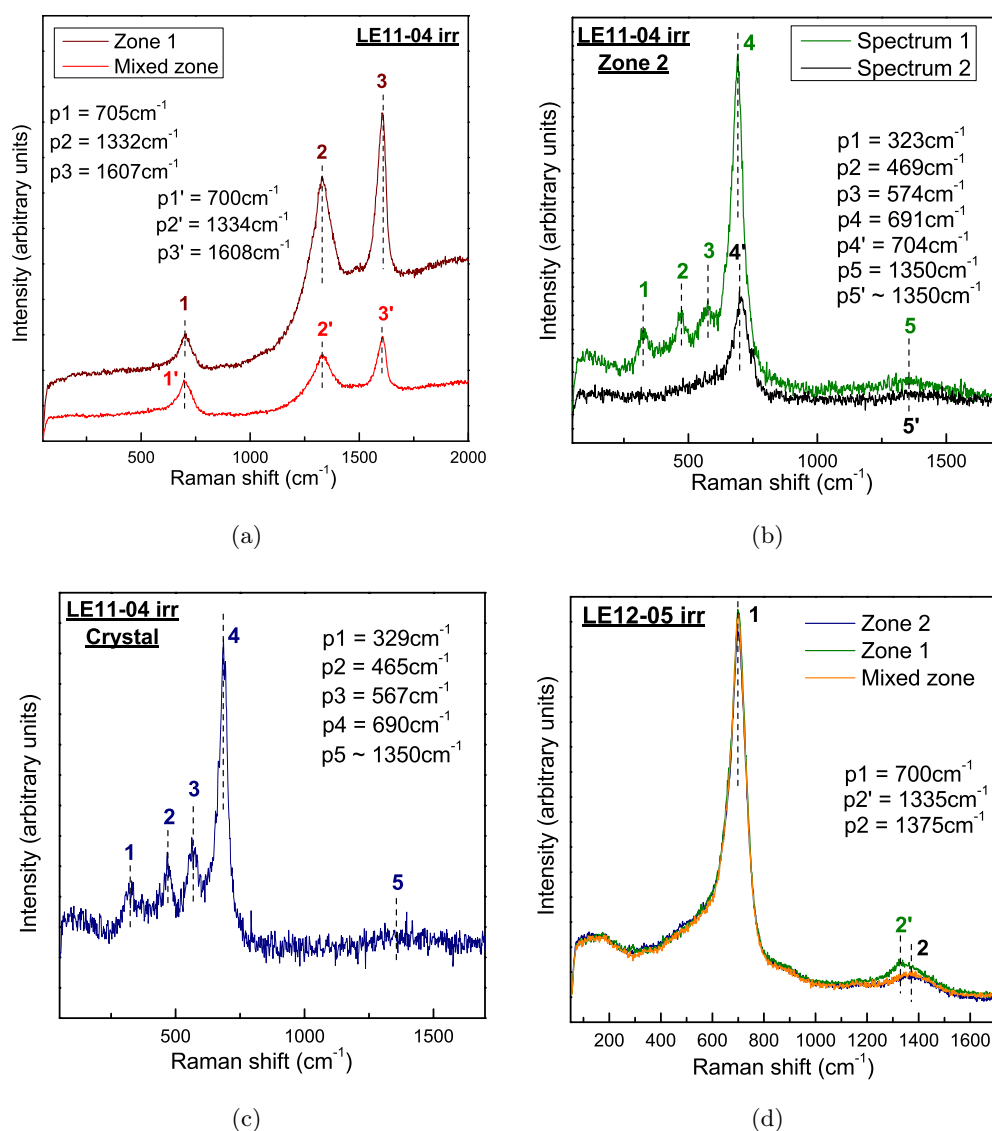 LE11-04 irr
Zone 1
Mixed zone
p1 = 705cm-1
p2 = 1332cm-1
p3 = 1607cm-1
p1' = 700cm-1
p2' = 1334cm-1
p3' = 1608cm-1
1
2
3
1'
2'
3'
Intensity (arbitrary units)
500
1000
1500
2000
Raman shift (cm-1)
(a)
LE11-04 irr
Zone 2
Spectrum 1
Spectrum 2
p1 = 323cm-1
p2 = 469cm-1
p3 = 574cm-1
p4 = 691cm-1
p4' = 704cm-1
p5 = 1350cm-1
p5' ~ 1350cm-1
1
2
3
4
4'
5
5'
Intensity (arbitrary units)
500
1000
1500
Raman shift (cm-1)
(b)
LE11-04 irr
Crystal
p1 = 329cm-1
p2 = 465cm-1
p3 = 567cm-1
p4 = 690cm-1
p5 ~ 1350cm-1
1
2
3
4
5
Intensity (arbitrary units)
500
1000
1500
Raman shift (cm-1)
(c)
LE12-05 irr
Zone 2
Zone 1
Mixed zone
p1 = 700cm-1
p2' = 1335cm-1
p2 = 1375cm-1
1
2'
2
Intensity (arbitrary units)
200
400
600
800
1000
1200
1400
1600
Raman shift (cm-1)
(d)